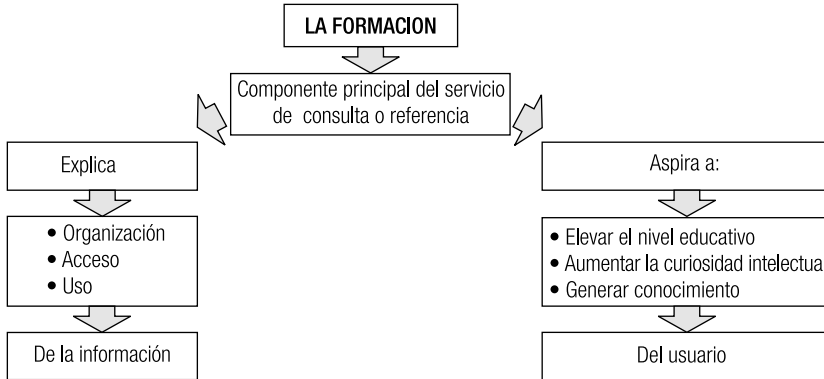 LA FORMACION
Componente principal del servicio
de consulta o referencia
Explica
• Organización
• Acceso
• Uso
De la información
Aspira a:
• Elevar el nivel educativo
• Aumentar la curiosidad intelectua
• Generar conocimiento
Del usuario